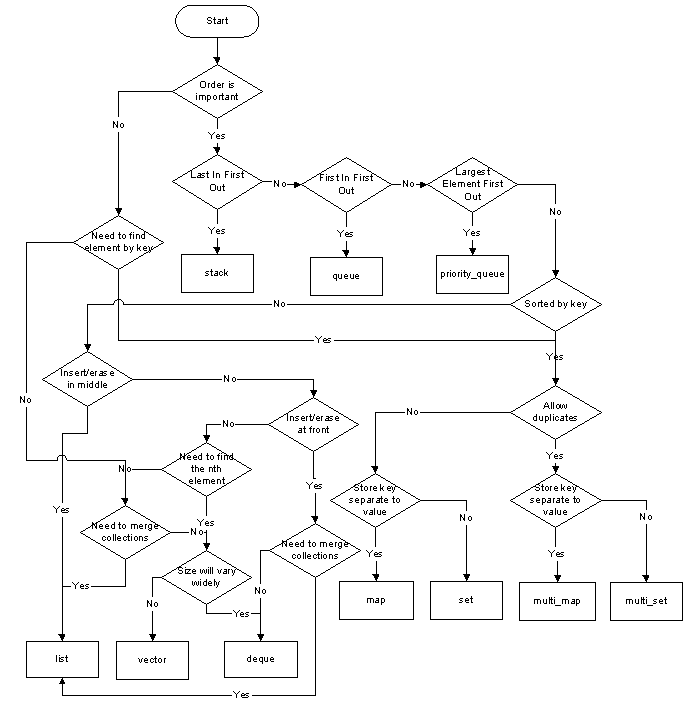 Start
Order is
important
No
Yes
Last In First
Out
No
First In First
Out
No
Largest
Element First
Out
No
Yes
Yes
Yes
Need to find
element by key
stack
queue
priority_queue
No
Sorted by key
Yes
Yes
Insert/erase
in middle
No
No
Insert/erase
at front
No
No
Allow
duplicates
Need to find
the nth
element
No
Yes
Yes
Store key
separate to
value
Store key
separate to
value
Yes
Yes
No
No
Need to merge
collections
No
Need to merge
collections
Yes
Yes
Size will vary
widely
Yes
No
No
Yes
map
set
multi_map
multi_set
list
vector
deque
Yes